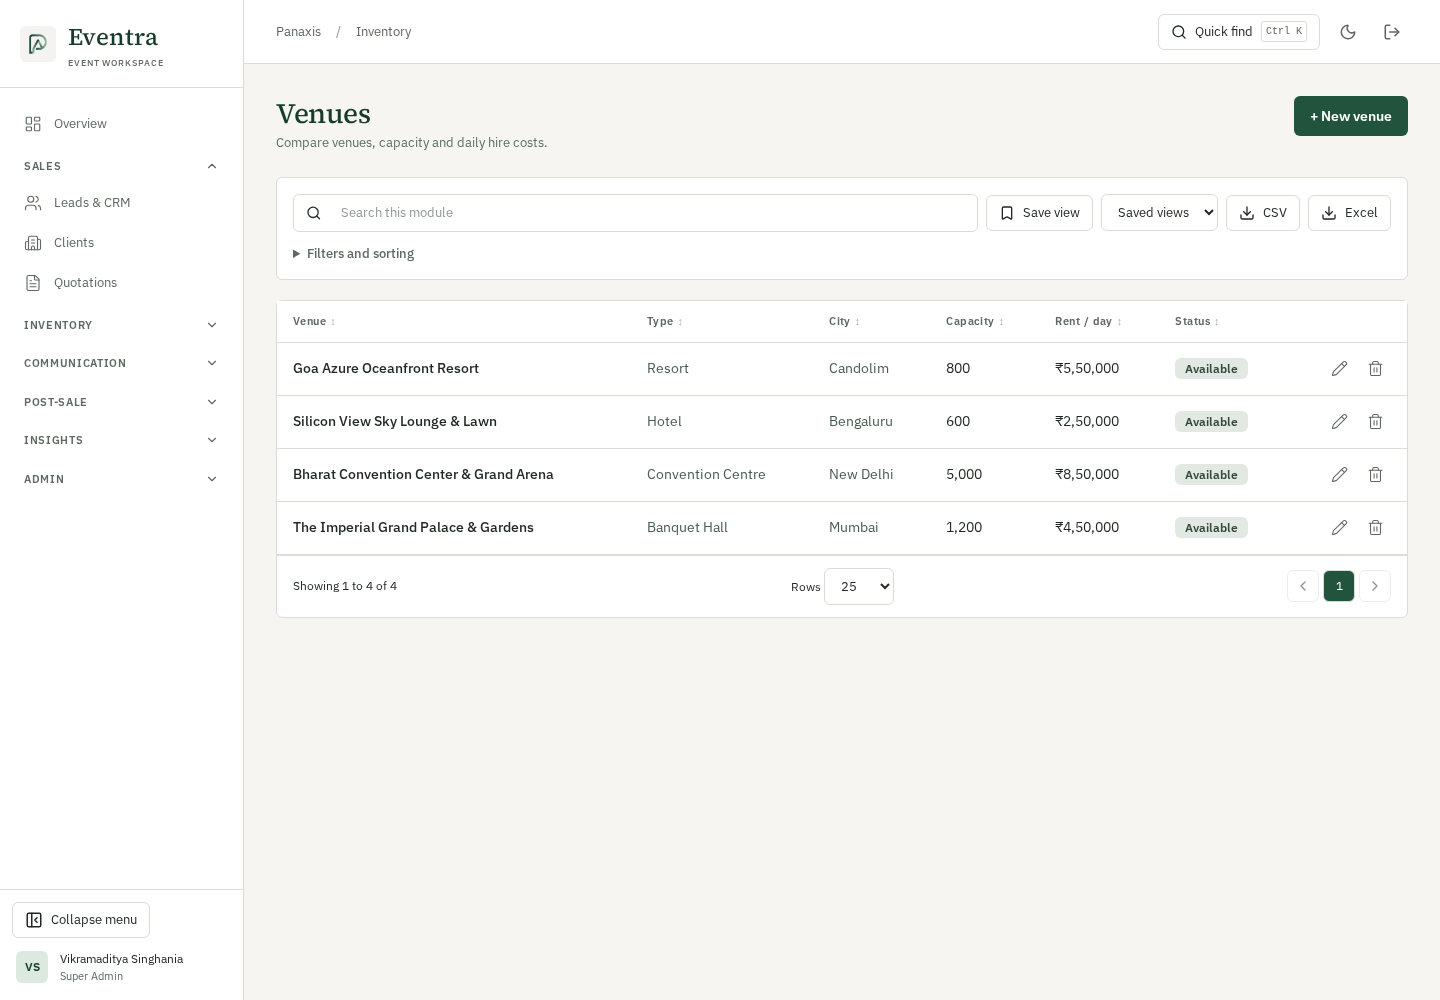 Eventra
EVENT WORKSPACE
Overview
SALES
Leads & CRM
Clients
Quotations
INVENTORY
COMMUNICATION
POST-SALE
INSIGHTS
ADMIN
Collapse menu
VS
Vikramaditya Singhania
Super Admin
Panaxis / Inventory
Quick find Ctrl K
Venues
Compare venues, capacity and daily hire costs.
+ New venue
Search this module
Save view
Saved views
CSV
Excel
Filters and sorting
Venue ↕ Type ↕ City ↕ Capacity ↕ Rent / day ↕ Status ↕
Goa Azure Oceanfront Resort Resort Candolim 800 ₹5,50,000 Available
Silicon View Sky Lounge & Lawn Hotel Bengaluru 600 ₹2,50,000 Available
Bharat Convention Center & Grand Arena Convention Centre New Delhi 5,000 ₹8,50,000 Available
The Imperial Grand Palace & Gardens Banquet Hall Mumbai 1,200 ₹4,50,000 Available
Showing 1 to 4 of 4 Rows 25 1